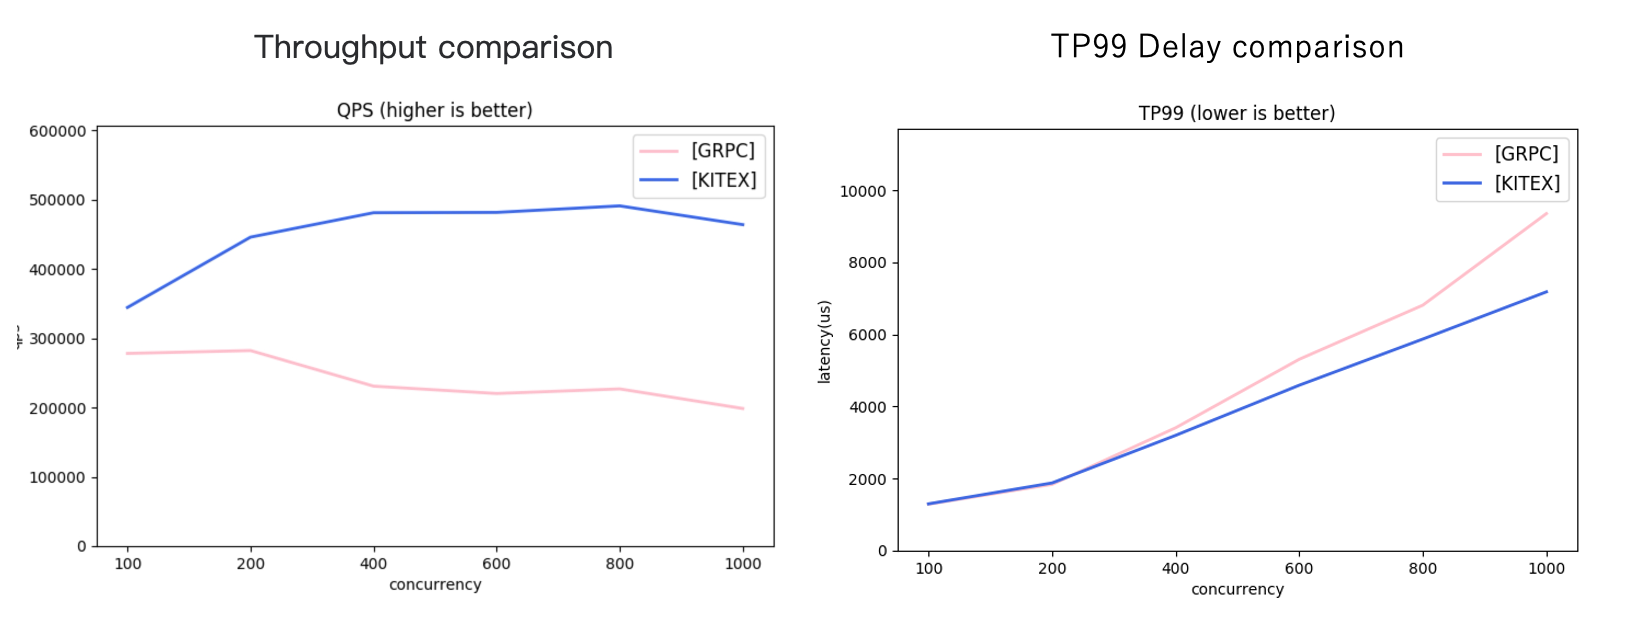 Throughput comparison
QPS (higher is better)
600000
500000
400000
300000
200000
100000
0
100 200 400 600 800 1000
concurrency
[GRPC]
[KITEX]
TP99 Delay comparison
TP99 (lower is better)
latency(us)
10000
8000
6000
4000
2000
0
100 200 400 600 800 1000
concurrency
[GRPC]
[KITEX]